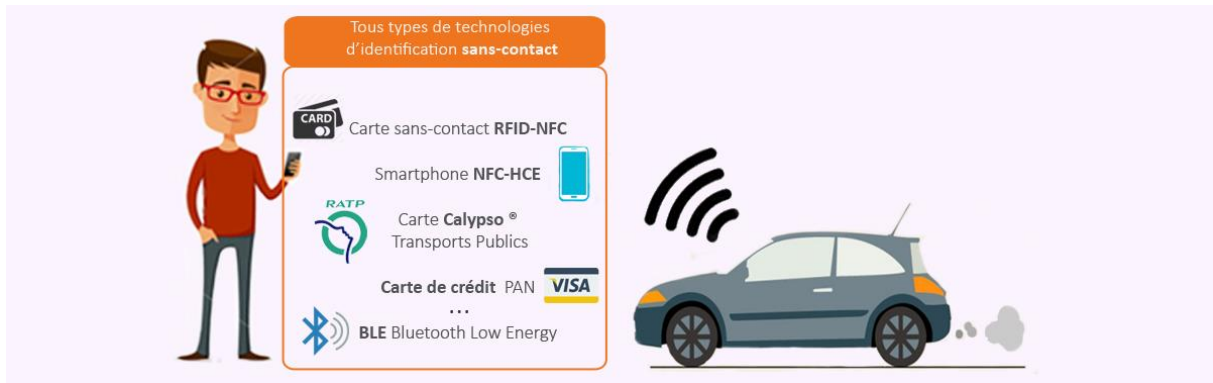 Tous types de technologies
d'identification sans-contact
CARD
Carte sans-contact RFID-NFC
Smartphone NFC-HCE
RATP
Carte Calypso ®
Transports Publics
Carte de crédit PAN VISA
...
BLE Bluetooth Low Energy